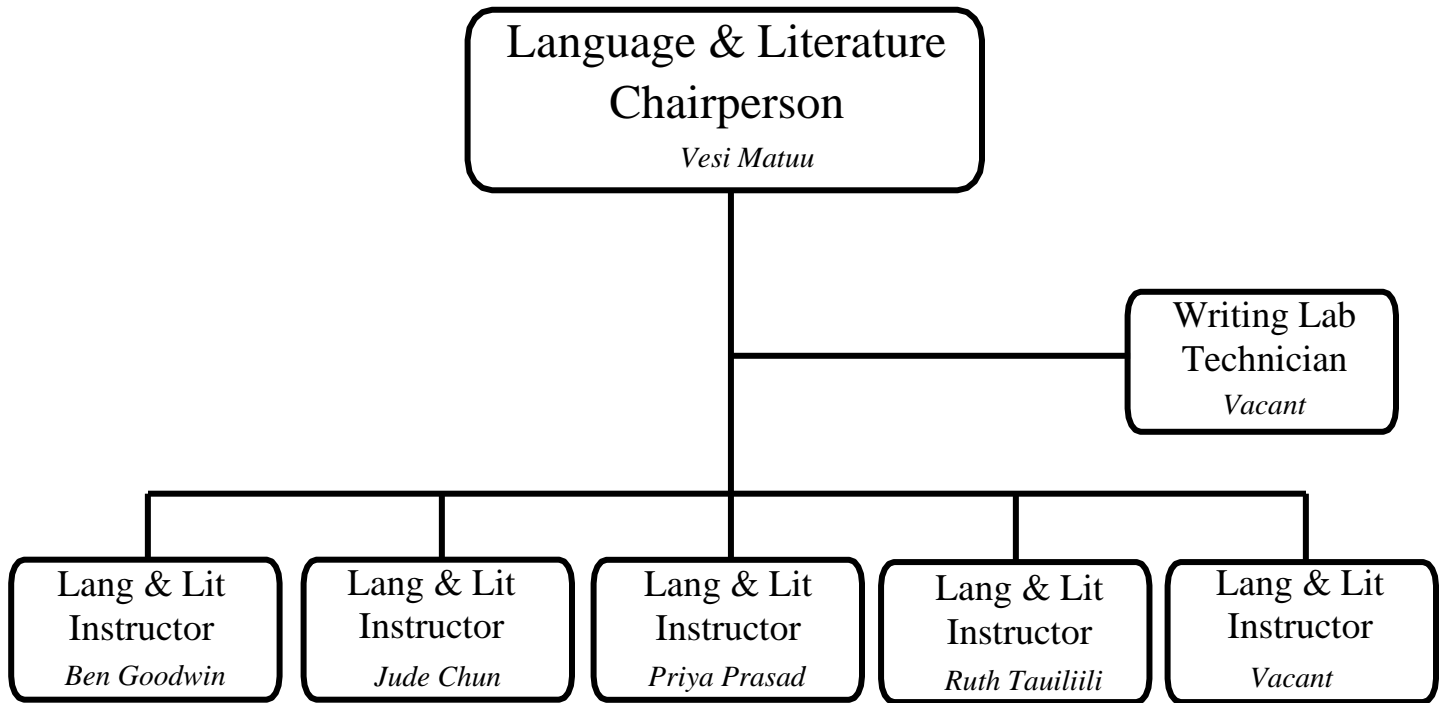 Language & Literature
Chairperson
Vesi Matuu
Writing Lab
Technician
Vacant
Lang & Lit
Instructor
Ben Goodwin
Lang & Lit
Instructor
Jude Chun
Lang & Lit
Instructor
Priya Prasad
Lang & Lit
Instructor
Ruth Tauiliili
Lang & Lit
Instructor
Vacant